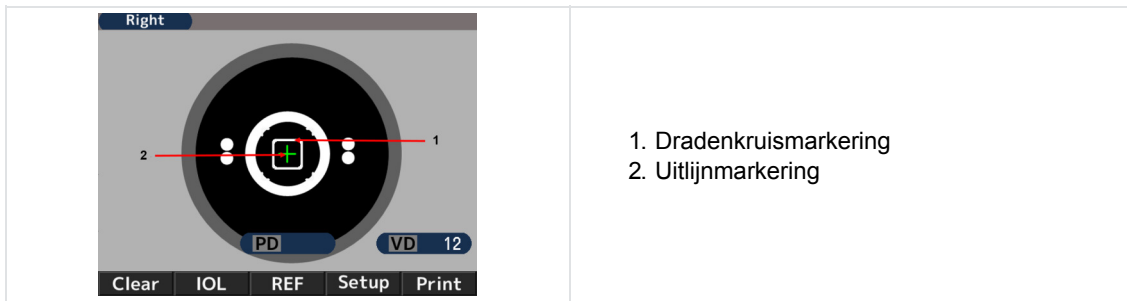 Right
1
2
PD
VD 12
Clear IOL REF Setup Print
1. Dradenkruismarkering
2. Uitlijnmarkering